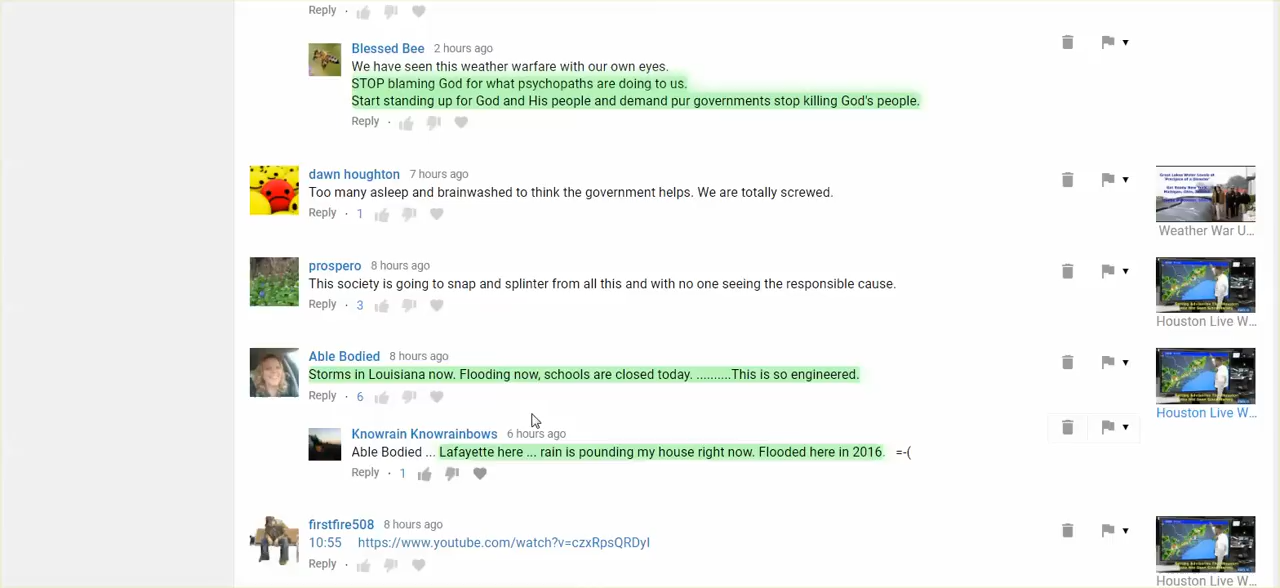 Reply ·
Blessed Bee 2 hours ago
We have seen this weather warfare with our own eyes.
STOP blaming God for what psychopaths are doing to us.
Start standing up for God and His people and demand pur governments stop killing God's people.
Reply ·
dawn houghton 7 hours ago
Too many asleep and brainwashed to think the government helps. We are totally screwed.
Reply · 1
Weather War U...
prospero 8 hours ago
This society is going to snap and splinter from all this and with no one seeing the responsible cause.
Reply · 3
Houston Live W...
Able Bodied 8 hours ago
Storms in Louisiana now. Flooding now, schools are closed today. ..........This is so engineered.
Reply · 6
Houston Live W...
Knowrain Knowrainbows 6 hours ago
Able Bodied ... Lafayette here ... rain is pounding my house right now. Flooded here in 2016. =-(
Reply · 1
firstfire508 8 hours ago
10:55 https://www.youtube.com/watch?v=czxRpsQRDyI
Reply ·
Houston Live W...